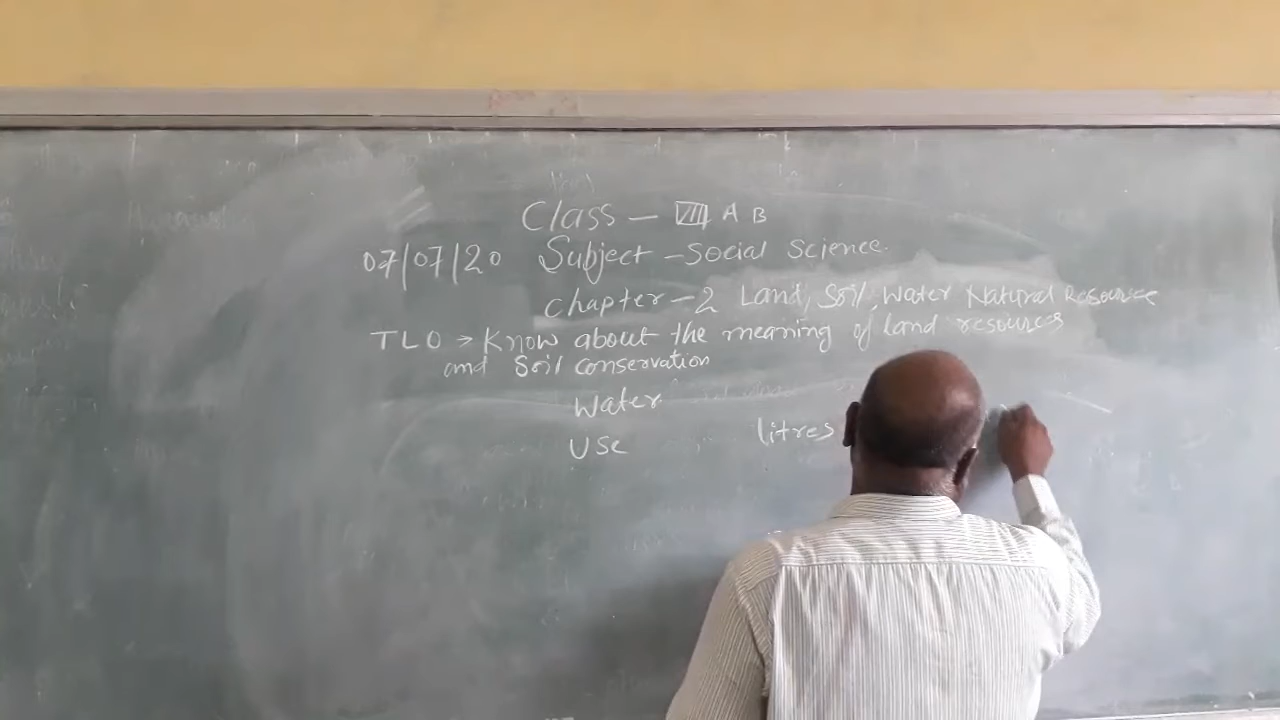 Class - VIII A B
07/07/20 Subject - Social Science
Chapter - 2 Land, Soil, Water Natural Resource
TLO → Know about the meaning of land resources
and Soil conservation
Water
Use litres